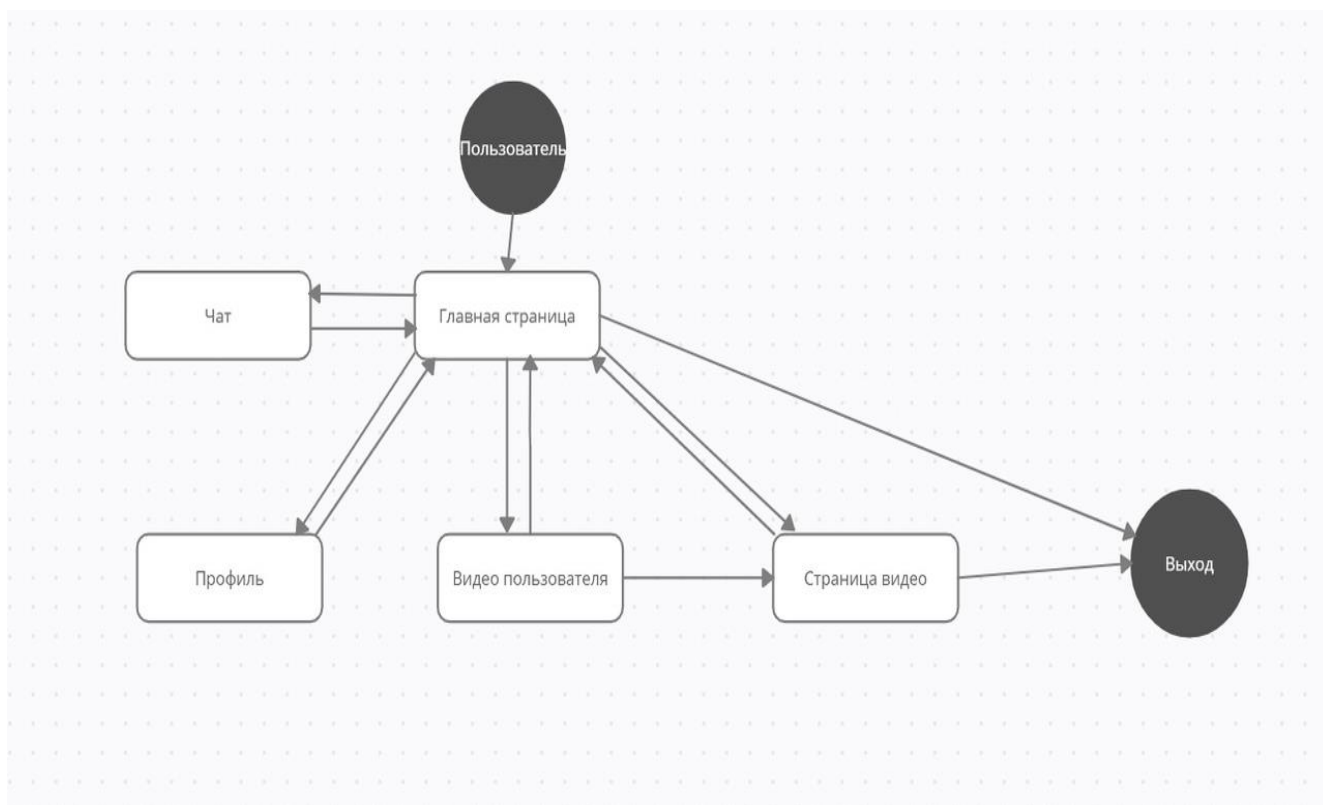 Пользователь
Чат
Главная страница
Профиль
Видео пользователя
Страница видео
Выход